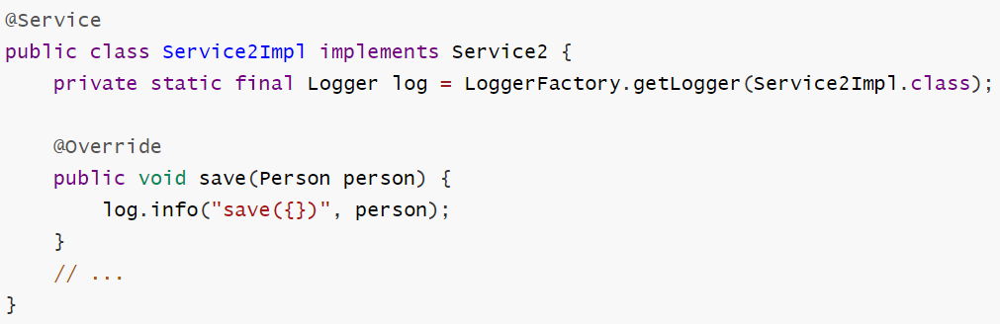 @Service
public class Service2Impl implements Service2 {
    private static final Logger log = LoggerFactory.getLogger(Service2Impl.class);

    @Override
    public void save(Person person) {
        log.info("save({})", person);
    }
    // ...
}